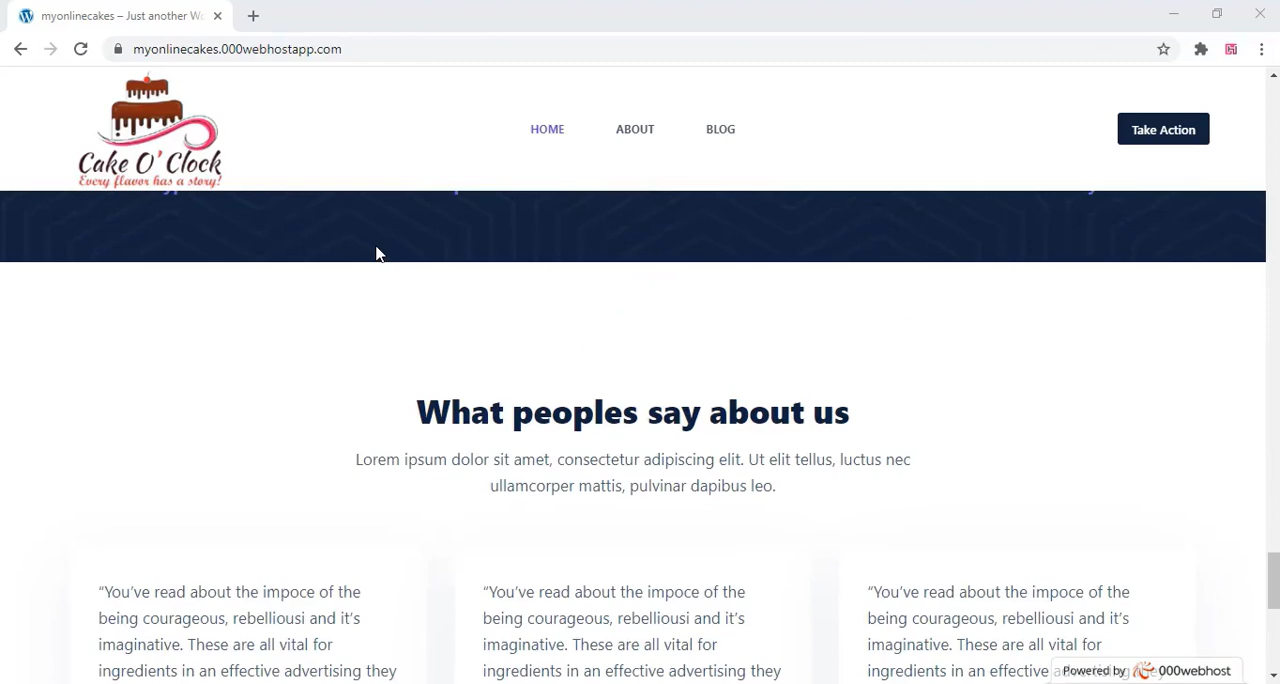 myonlinecakes – Just another Wo
myonlinecakes.000webhostapp.com
Cake O' Clock
Every flavor has a story!
HOME
ABOUT
BLOG
Take Action
What peoples say about us
Lorem ipsum dolor sit amet, consectetur adipiscing elit. Ut elit tellus, luctus nec
ullamcorper mattis, pulvinar dapibus leo.
“You’ve read about the impoce of the
being courageous, rebelliousi and it’s
imaginative. These are all vital for
ingredients in an effective advertising they
“You’ve read about the impoce of the
being courageous, rebelliousi and it’s
imaginative. These are all vital for
ingredients in an effective advertising they
“You’ve read about the impoce of the
being courageous, rebelliousi and it’s
imaginative. These are all vital for
ingredients in an effective
Powered by 000webhost